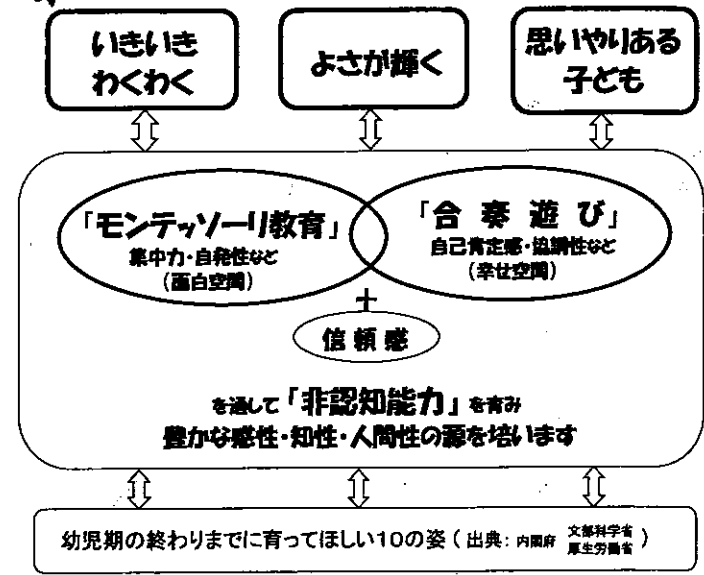 いきいき
わくわく
よさが輝く
思いやりある
子ども
「モンテッソーリ教育」
集中力・自発性など
(面白空間)
「合奏遊び」
自己肯定感・協調性など
(幸せ空間)
+
信頼感
を通して「非認知能力」を育み
豊かな感性・知性・人間性の源を培います
幼児期の終わりまでに育ってほしい10の姿(出典:内閣府 文部科学省 厚生労働省)